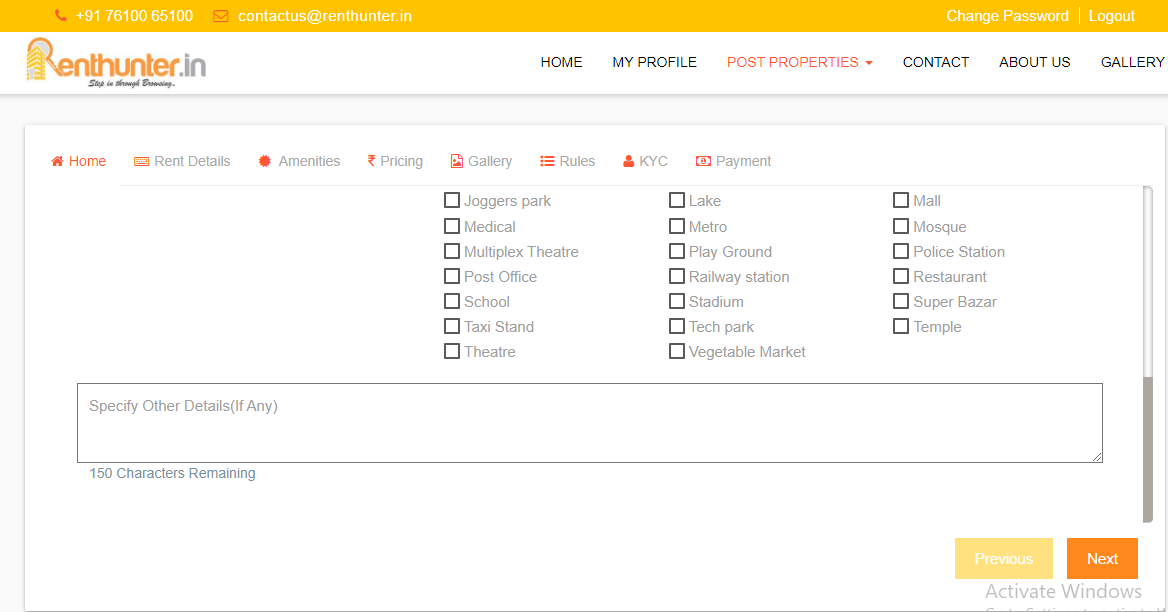 +91 76100 65100 contactus@renthunter.in Change Password Logout
Renthunter.in
Step in through Browsing..
HOME MY PROFILE POST PROPERTIES CONTACT ABOUT US GALLERY
Home Rent Details Amenities ₹ Pricing Gallery Rules KYC Payment
Joggers park Lake Mall
Medical Metro Mosque
Multiplex Theatre Play Ground Police Station
Post Office Railway station Restaurant
School Stadium Super Bazar
Taxi Stand Tech park Temple
Theatre Vegetable Market
Specify Other Details(If Any)
150 Characters Remaining
Previous Next
Activate Windows